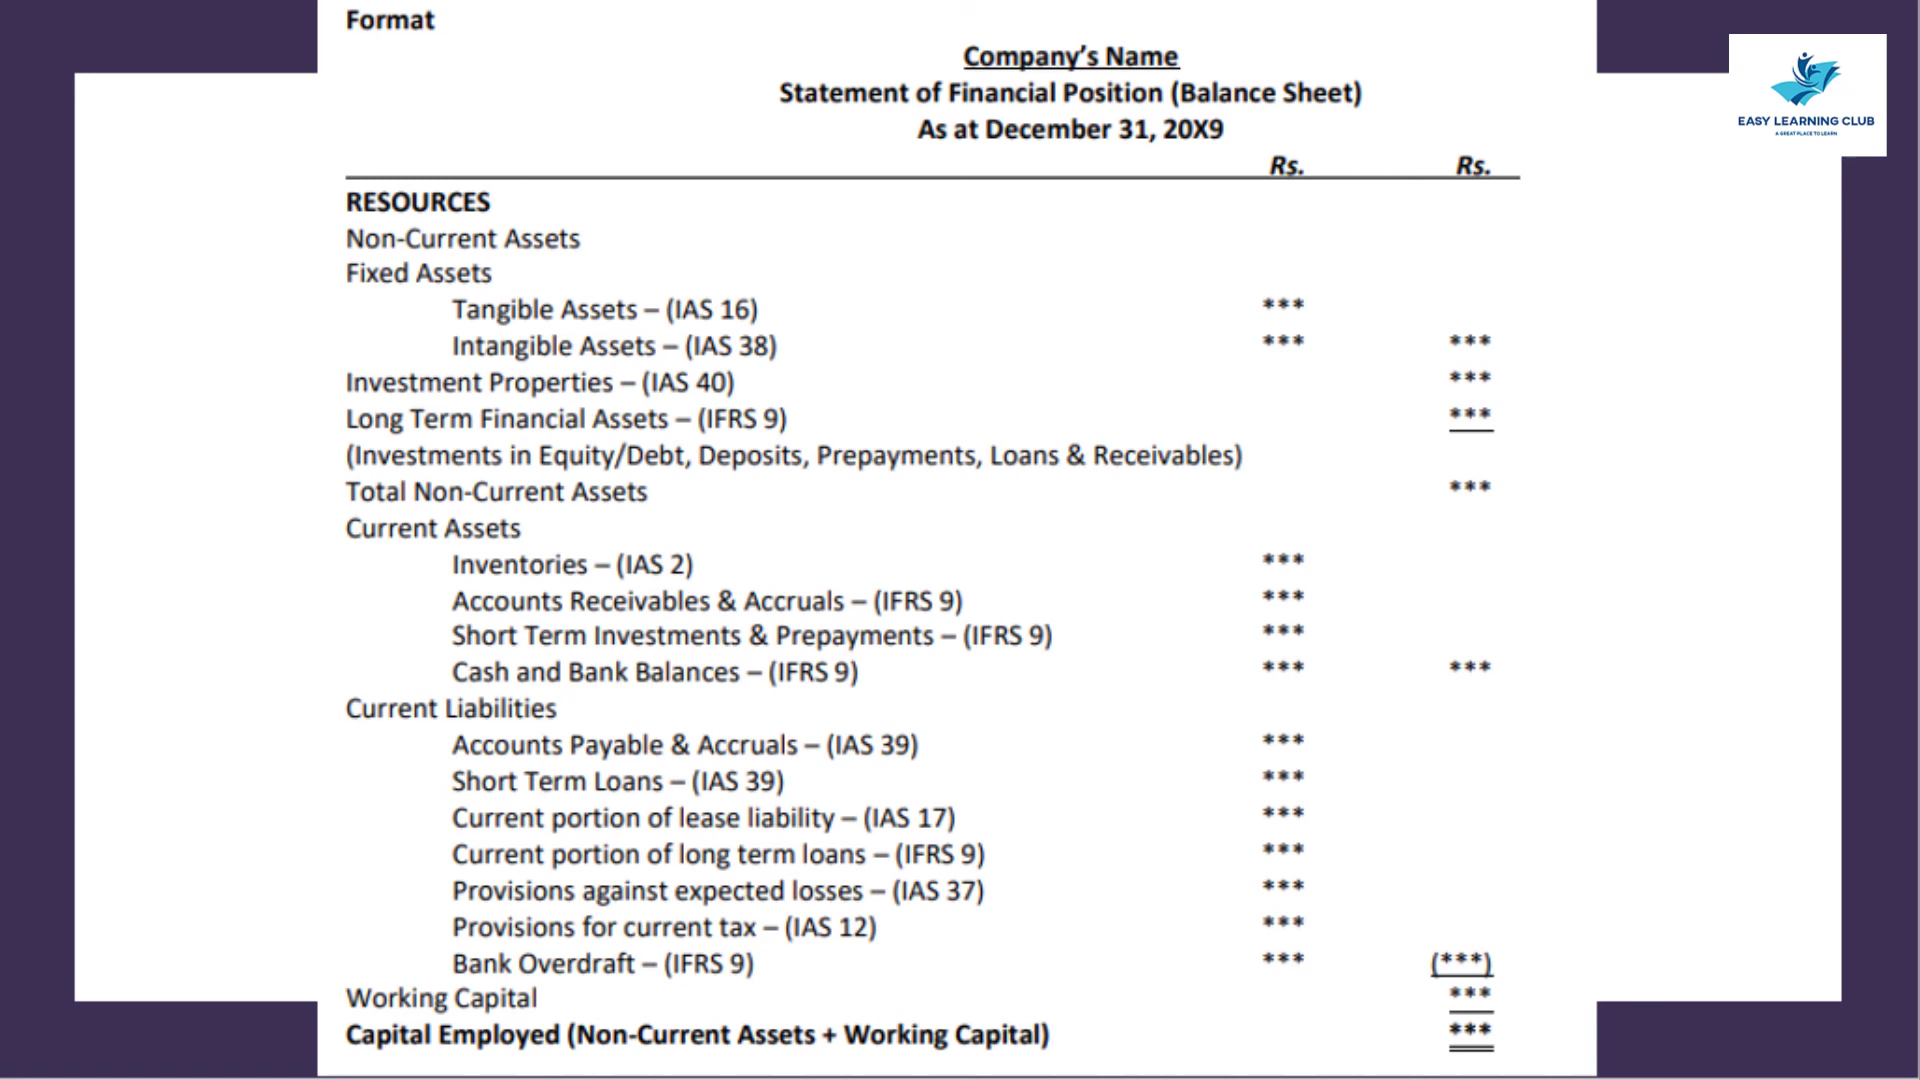 Format
Company's Name
Statement of Financial Position (Balance Sheet)
As at December 31, 20X9
Rs. Rs.
RESOURCES
Non-Current Assets
Fixed Assets
Tangible Assets – (IAS 16) ***
Intangible Assets – (IAS 38) *** ***
Investment Properties – (IAS 40) ***
Long Term Financial Assets – (IFRS 9) ***
(Investments in Equity/Debt, Deposits, Prepayments, Loans & Receivables)
Total Non-Current Assets ***
Current Assets
Inventories – (IAS 2) ***
Accounts Receivables & Accruals – (IFRS 9) ***
Short Term Investments & Prepayments – (IFRS 9) ***
Cash and Bank Balances – (IFRS 9) *** ***
Current Liabilities
Accounts Payable & Accruals – (IAS 39) ***
Short Term Loans – (IAS 39) ***
Current portion of lease liability – (IAS 17) ***
Current portion of long term loans – (IFRS 9) ***
Provisions against expected losses – (IAS 37) ***
Provisions for current tax – (IAS 12) ***
Bank Overdraft – (IFRS 9) *** (***)
Working Capital ***
Capital Employed (Non-Current Assets + Working Capital) ***
EASY LEARNING CLUB
A GREAT PLACE TO LEARN